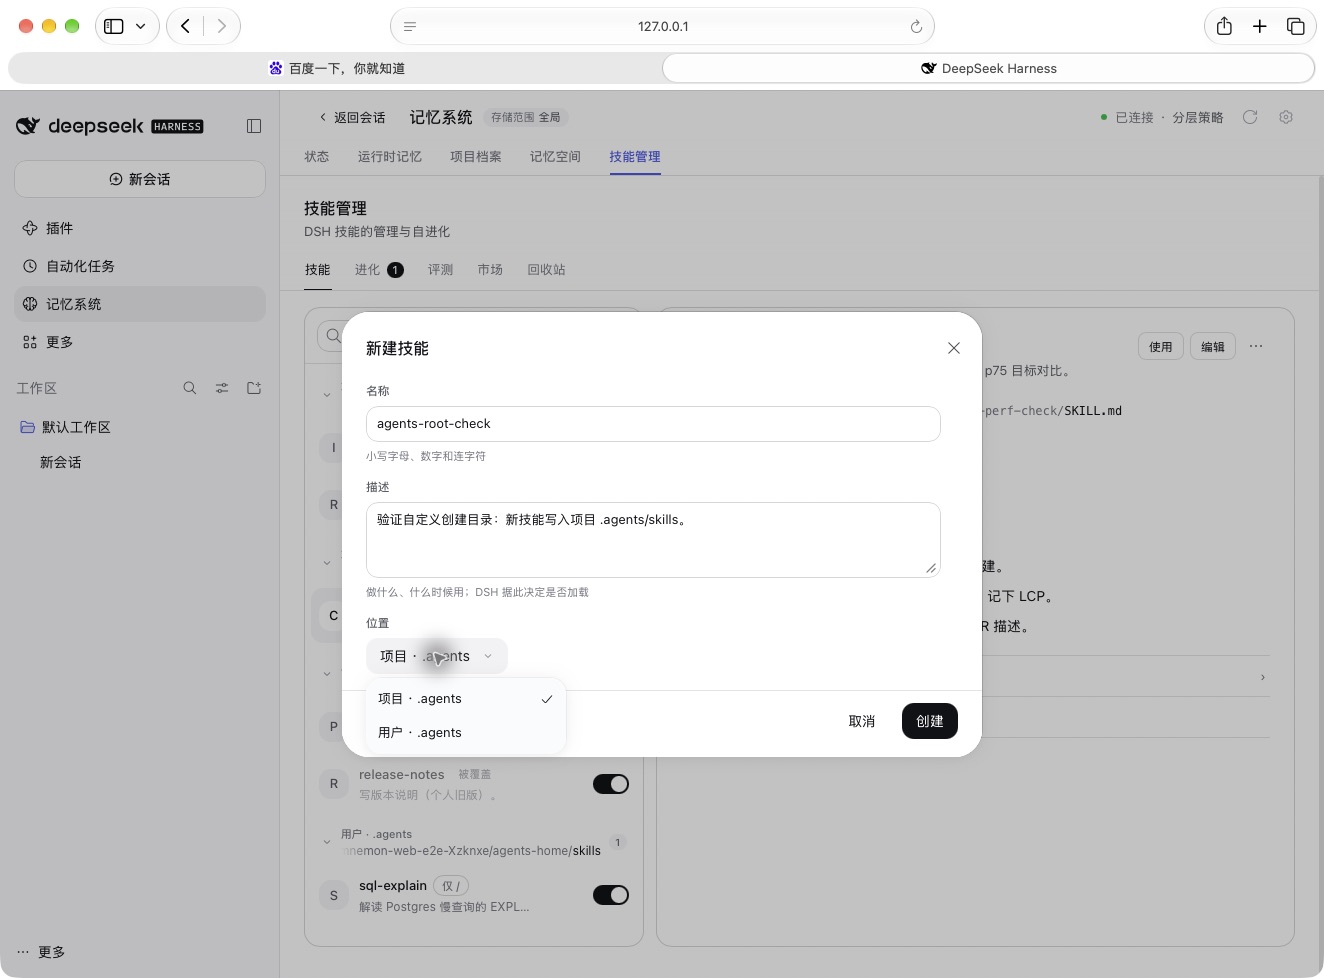 127.0.0.1
百度一下，你就知道
DeepSeek Harness
deepseek HARNESS
新会话
插件
自动化任务
记忆系统
更多
工作区
默认工作区
新会话
更多
返回会话
记忆系统
存储范围 全局
已连接 · 分层策略
状态
运行时记忆
项目档案
记忆空间
技能管理
技能管理
DSH 技能的管理与自进化
技能
进化 1
评测
市场
回收站
使用
编辑
p75 目标对比。
-perf-check/SKILL.md
建。
记下 LCP。
R 描述。
I
R
C
P
新建技能
名称
agents-root-check
小写字母、数字和连字符
描述
验证自定义创建目录：新技能写入项目 .agents/skills。
做什么、什么时候用；DSH 据此决定是否加载
位置
项目 · .agents
项目 · .agents
用户 · .agents
取消
创建
R
release-notes 被覆盖
写版本说明（个人旧版）。
用户 · .agents
nnemon-web-e2e-Xzknxe/agents-home/skills
1
S
sql-explain 仅 /
解读 Postgres 慢查询的 EXPL...